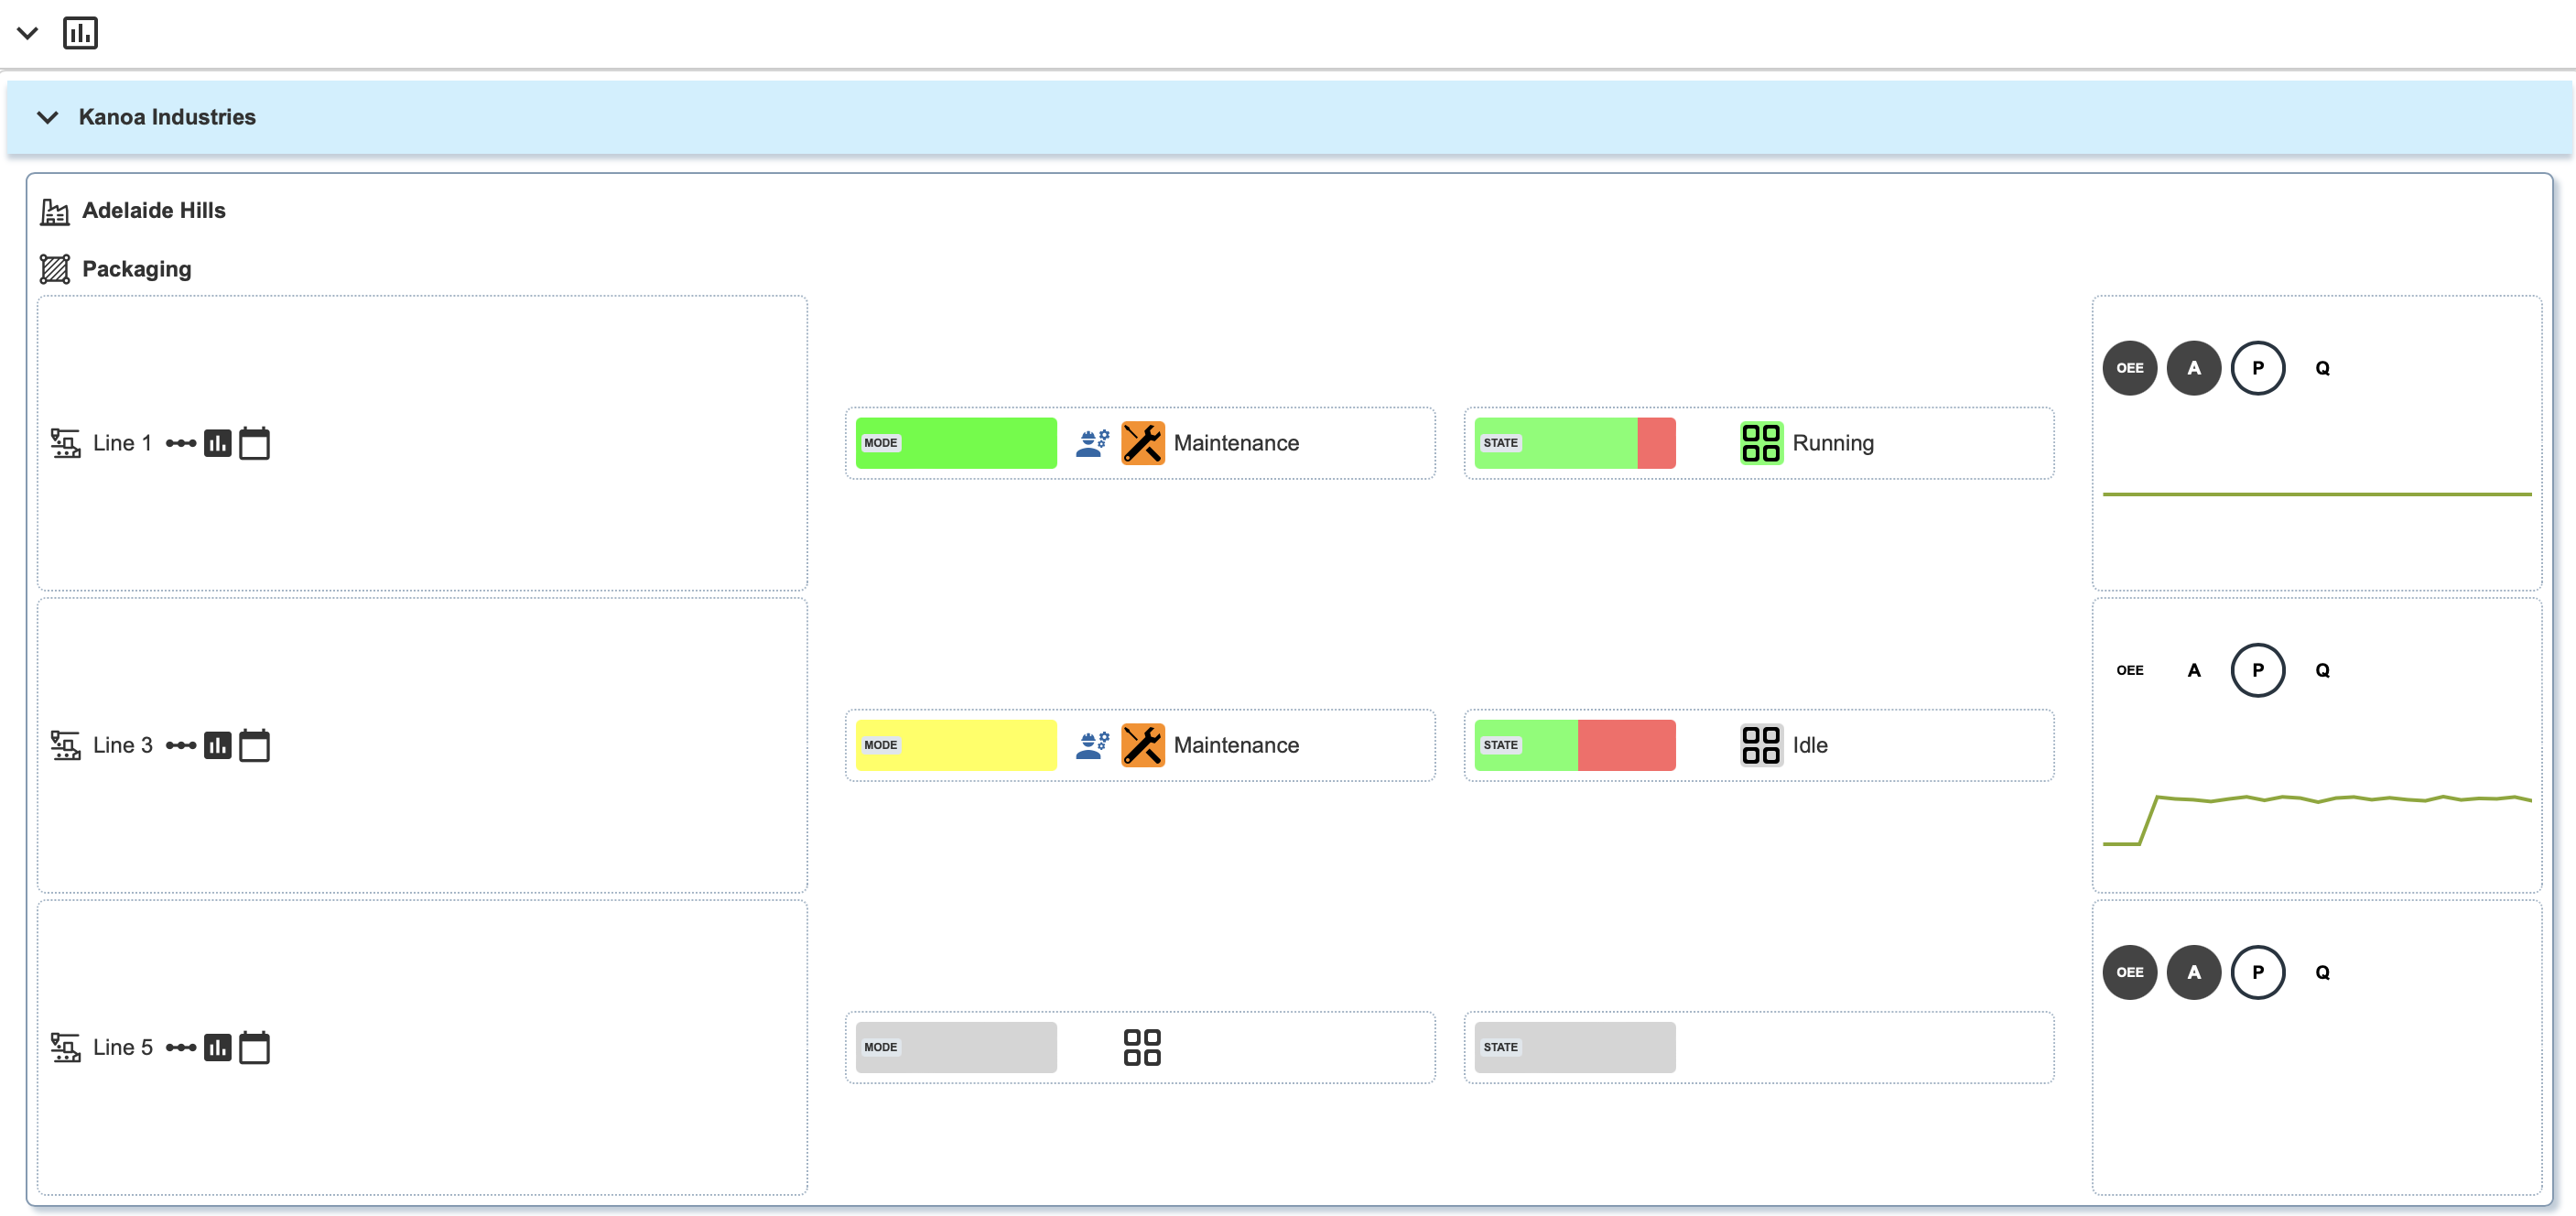 Kanoa Industries
Adelaide Hills
Packaging
Line 1 MODE Maintenance STATE Running OEE A P Q
Line 3 MODE Maintenance STATE Idle OEE A P Q
Line 5 MODE STATE OEE A P Q